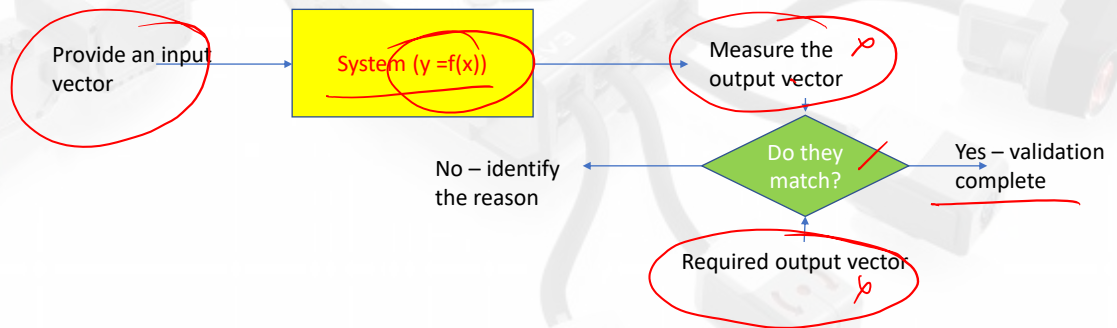 Provide an input
vector
System (y =f(x))
Measure the
output vector
Do they
match?
No – identify
the reason
Yes – validation
complete
Required output vector